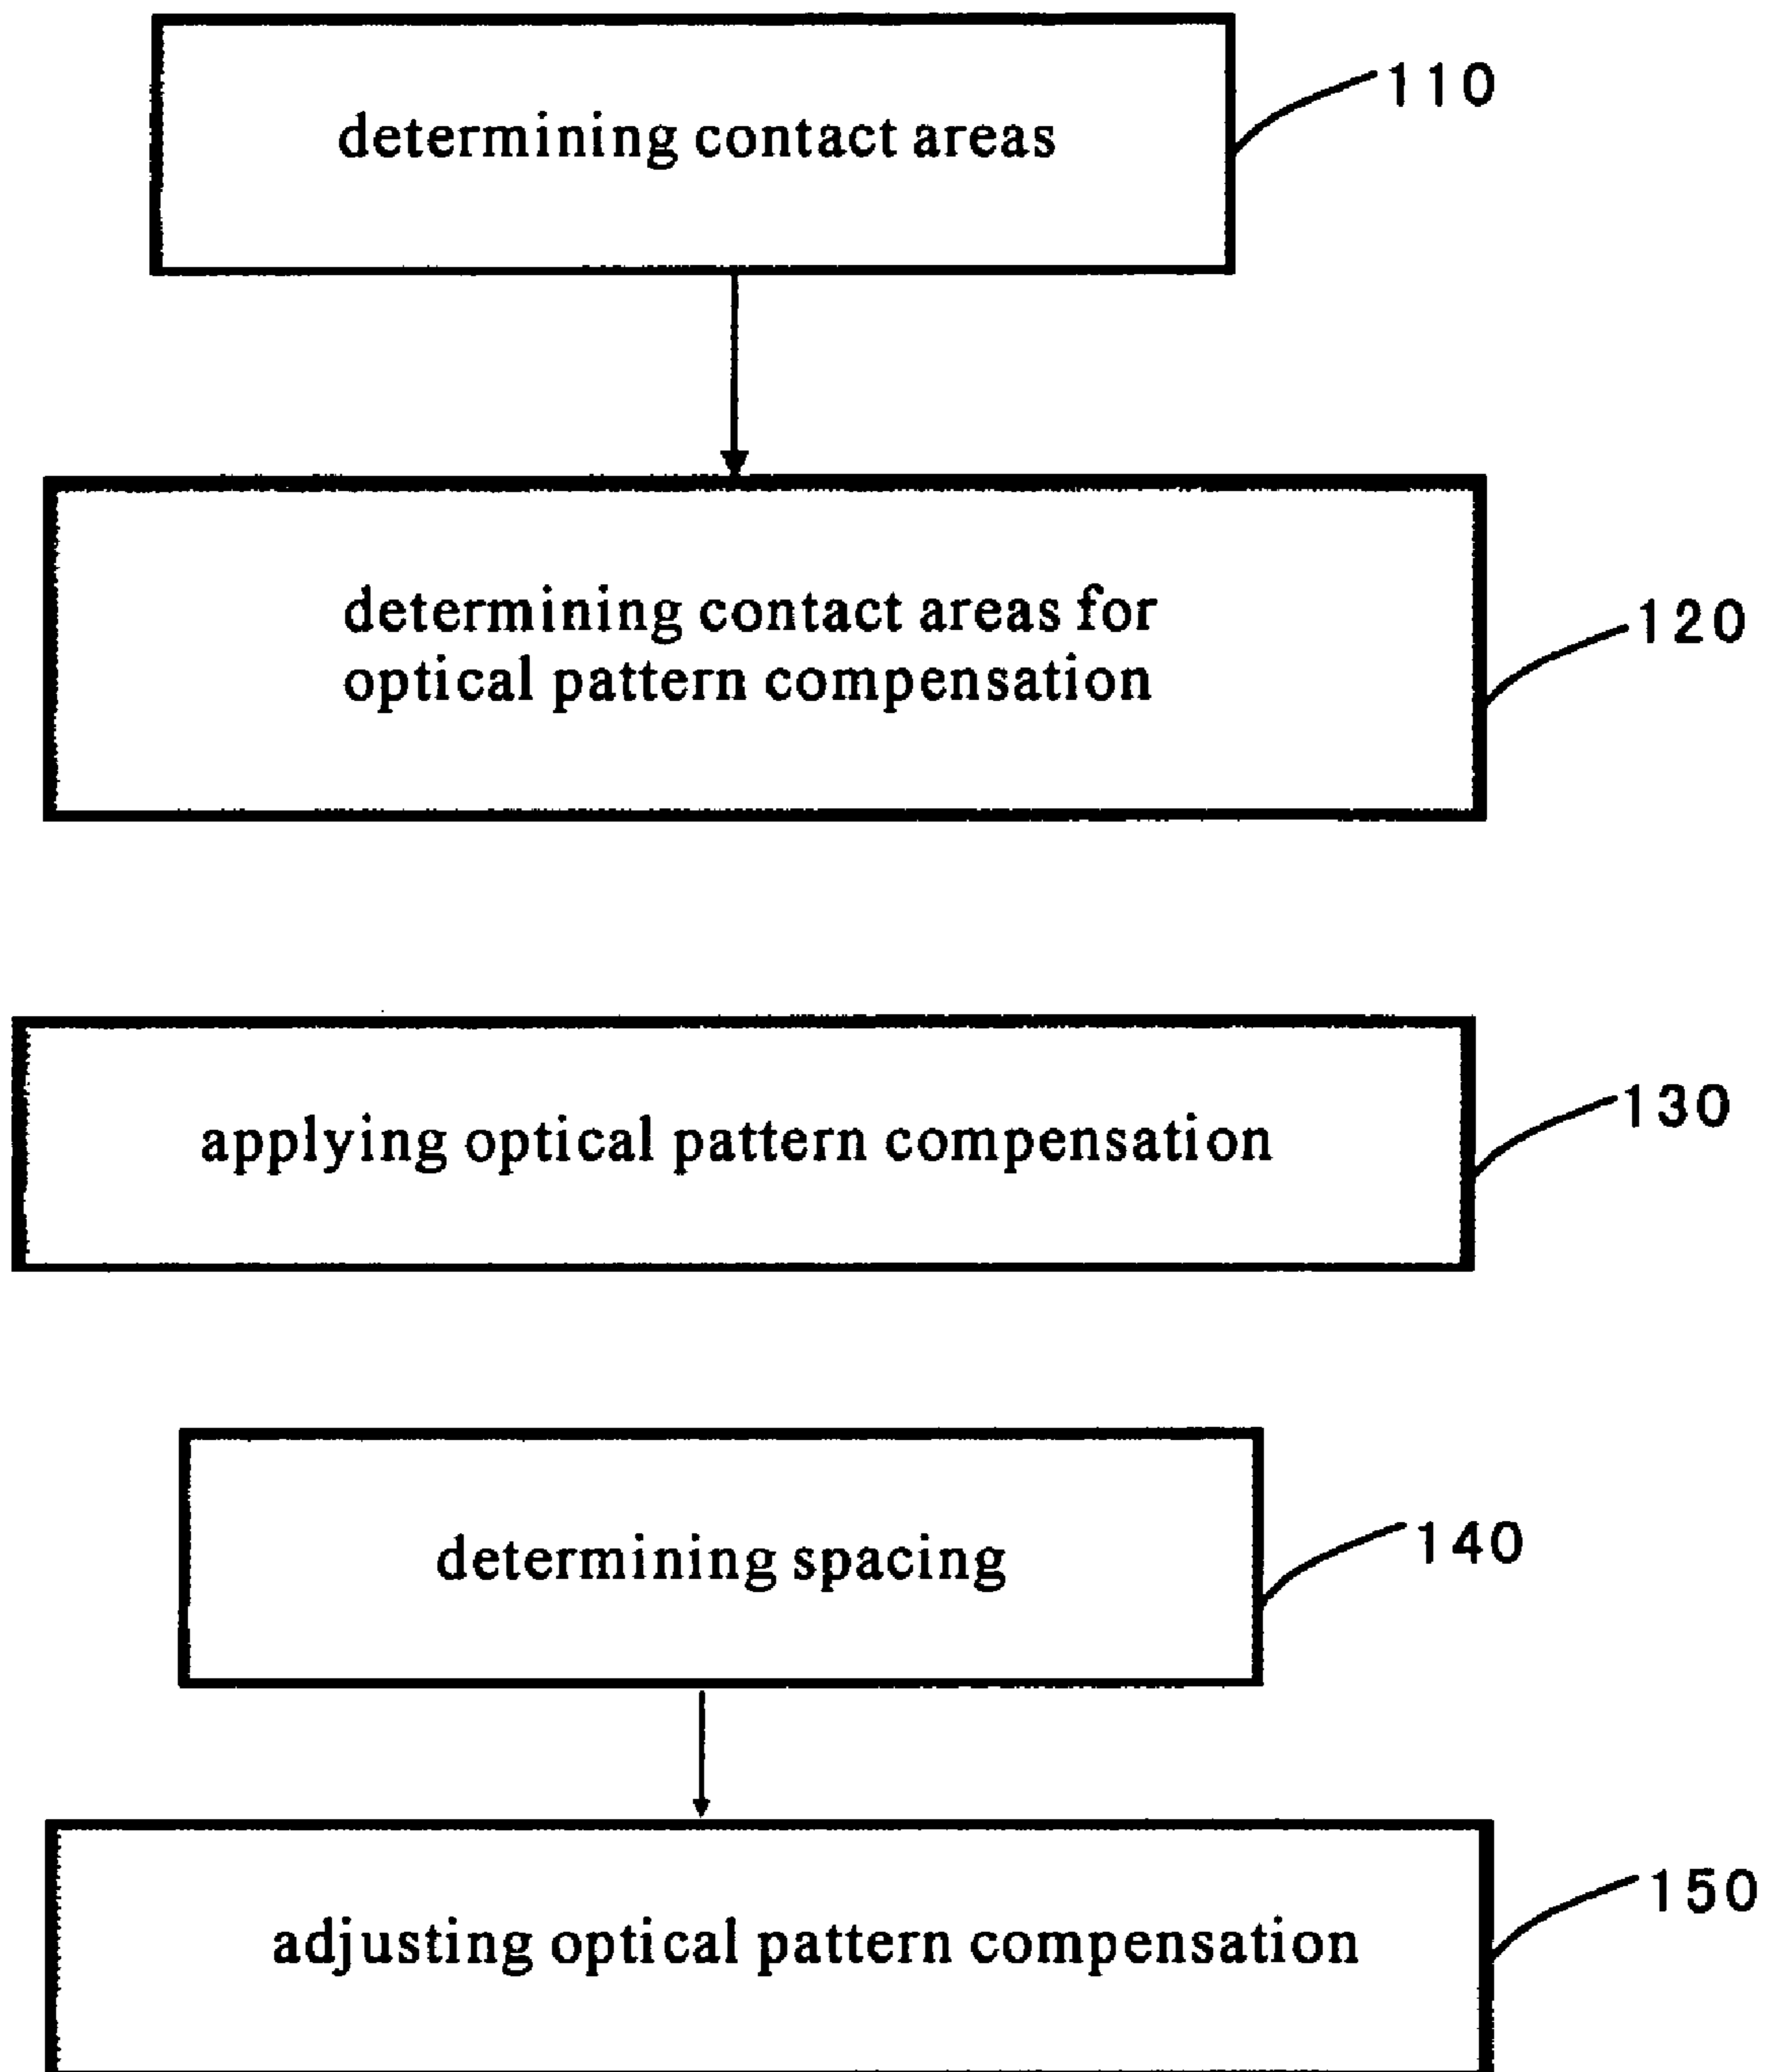 determining contact areas
110
determining contact areas for
optical pattern compensation
120
applying optical pattern compensation
130
determining spacing
140
adjusting optical pattern compensation
150